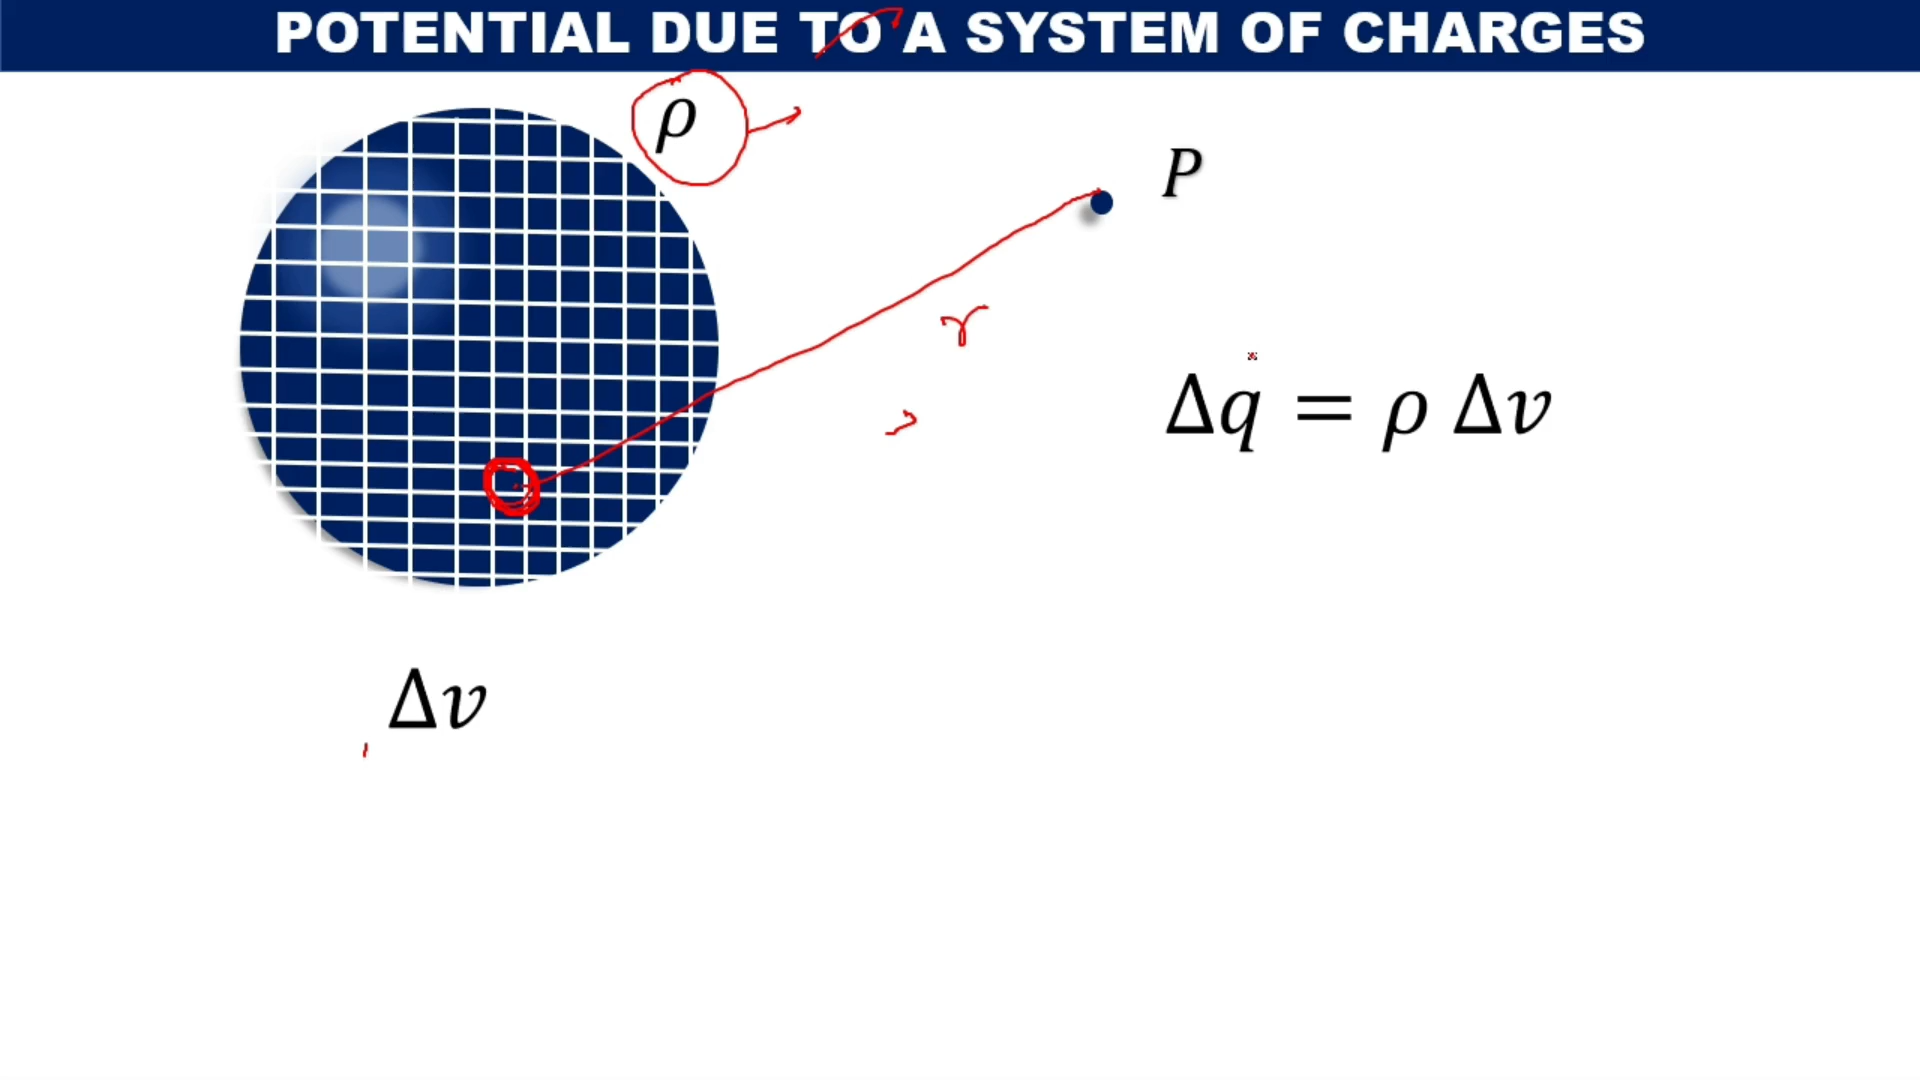 POTENTIAL DUE TO A SYSTEM OF CHARGES
ρ
P
r
Δq = ρ Δv
Δv